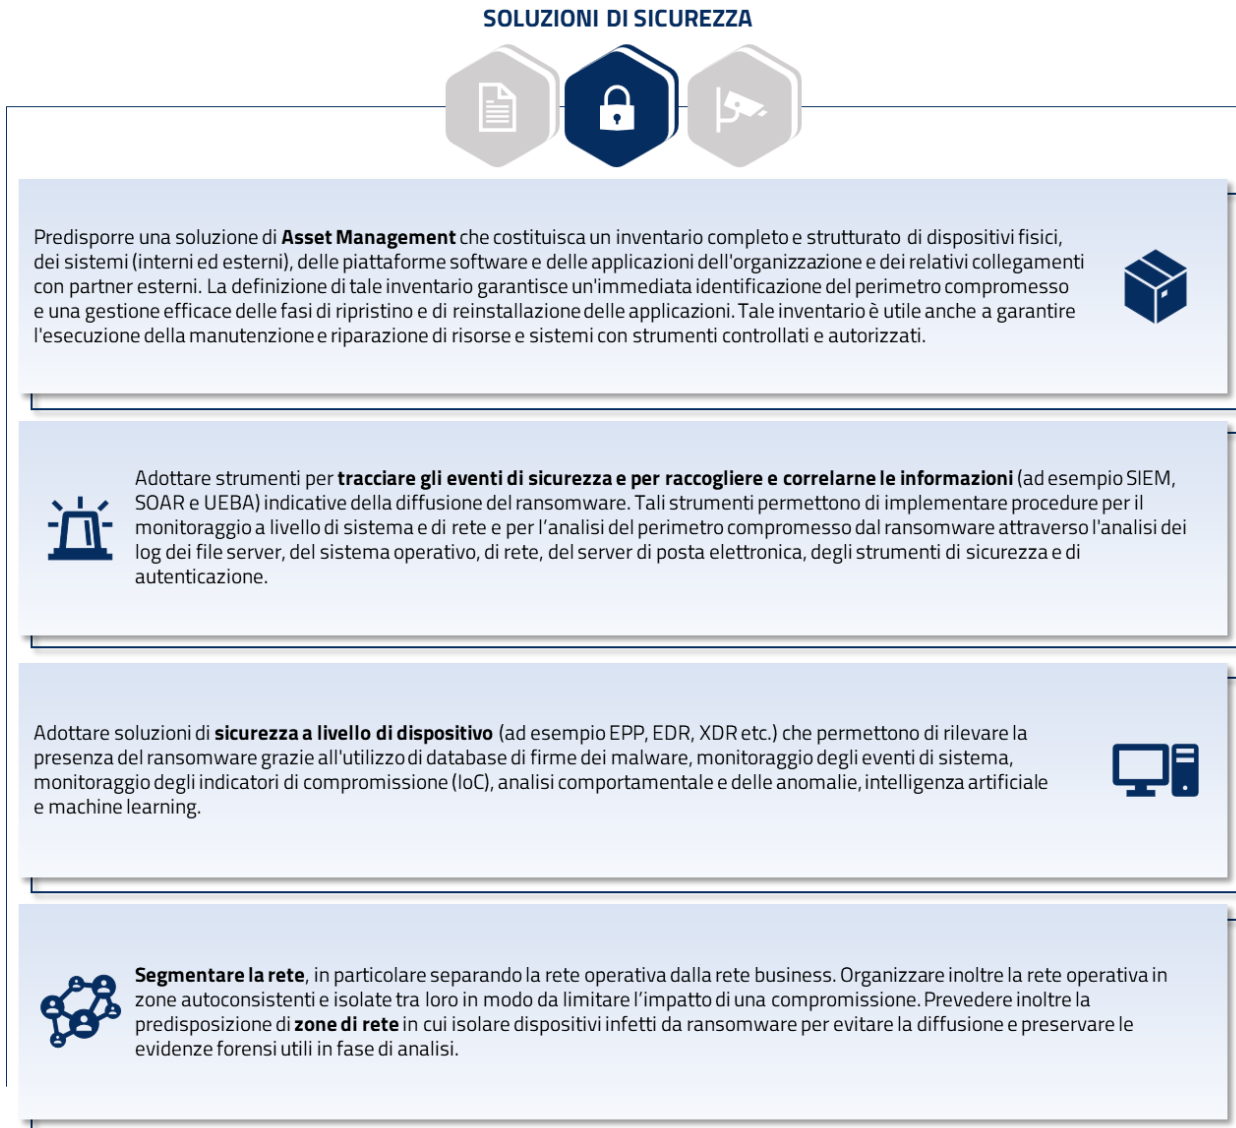 SOLUZIONI DI SICUREZZA
Predisporre una soluzione di Asset Management che costituisca un inventario completo e strutturato di dispositivi fisici,
dei sistemi (interni ed esterni), delle piattaforme software e delle applicazioni dell'organizzazione e dei relativi collegamenti
con partner esterni. La definizione di tale inventario garantisce un'immediata identificazione del perimetro compromesso
e una gestione efficace delle fasi di ripristino e di reinstallazione delle applicazioni. Tale inventario è utile anche a garantire
l'esecuzione della manutenzione e riparazione di risorse e sistemi con strumenti controllati e autorizzati.
Adottare strumenti per tracciare gli eventi di sicurezza e per raccogliere e correlarne le informazioni (ad esempio SIEM,
SOAR e UEBA) indicative della diffusione del ransomware. Tali strumenti permettono di implementare procedure per il
monitoraggio a livello di sistema e di rete e per l’analisi del perimetro compromesso dal ransomware attraverso l'analisi dei
log dei file server, del sistema operativo, di rete, del server di posta elettronica, degli strumenti di sicurezza e di
autenticazione.
Adottare soluzioni di sicurezza a livello di dispositivo (ad esempio EPP, EDR, XDR etc.) che permettono di rilevare la
presenza del ransomware grazie all'utilizzo di database di firme dei malware, monitoraggio degli eventi di sistema,
monitoraggio degli indicatori di compromissione (IoC), analisi comportamentale e delle anomalie, intelligenza artificiale
e machine learning.
Segmentare la rete, in particolare separando la rete operativa dalla rete business. Organizzare inoltre la rete operativa in
zone autoconsistenti e isolate tra loro in modo da limitare l’impatto di una compromissione. Prevedere inoltre la
predisposizione di zone di rete in cui isolare dispositivi infetti da ransomware per evitare la diffusione e preservare le
evidenze forensi utili in fase di analisi.